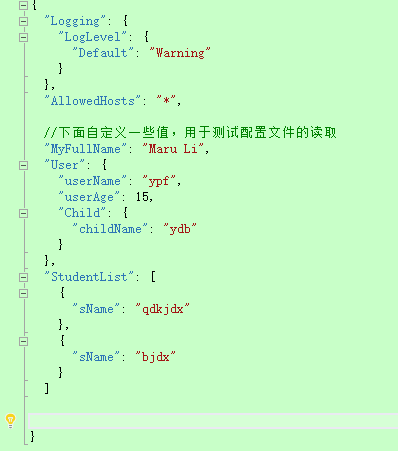 {
"Logging": {
"LogLevel": {
"Default": "Warning"
}
},
"AllowedHosts": "*",
//下面自定义一些值，用于测试配置文件的读取
"MyFullName": "Maru Li",
"User": {
"userName": "ypf",
"userAge": 15,
"Child": {
"childName": "ydb"
}
},
"StudentList": [
{
"sName": "qdkjdx"
},
{
"sName": "bjdx"
}
]
}